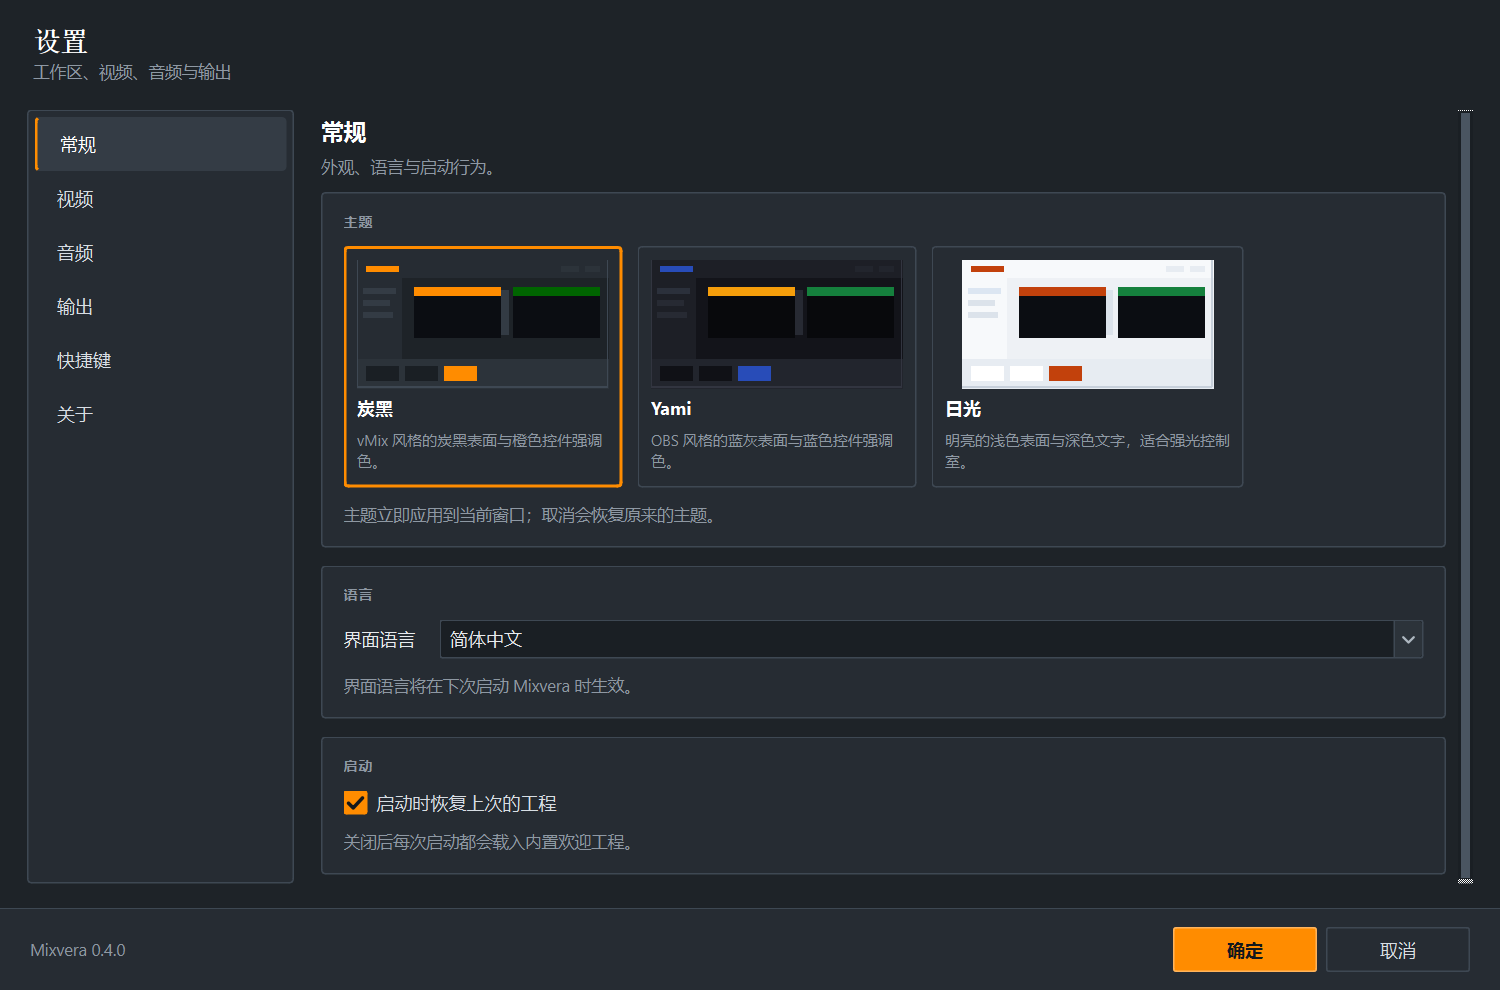 设置
工作区、视频、音频与输出
常规
视频
音频
输出
快捷键
关于
常规
外观、语言与启动行为。
主题
炭黑
vMix 风格的炭黑表面与橙色控件强调
色。
Yami
OBS 风格的蓝灰表面与蓝色控件强调
色。
日光
明亮的浅色表面与深色文字，适合强光控制
室。
主题立即应用到当前窗口；取消会恢复原来的主题。
语言
界面语言
简体中文
界面语言将在下次启动 Mixvera 时生效。
启动
启动时恢复上次的工程
关闭后每次启动都会载入内置欢迎工程。
Mixvera 0.4.0
确定
取消